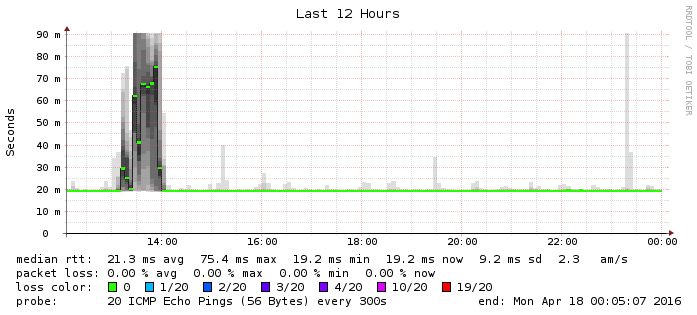 Last 12 Hours
RRDTOOL / TOBI OETIKER
Seconds
90 m
80 m
70 m
60 m
50 m
40 m
30 m
20 m
10 m
0
14:00 16:00 18:00 20:00 22:00 00:00
median rtt: 21.3 ms avg 75.4 ms max 19.2 ms min 19.2 ms now 9.2 ms sd 2.3 am/s
packet loss: 0.00 % avg 0.00 % max 0.00 % min 0.00 % now
loss color: 0 1/20 2/20 3/20 4/20 10/20 19/20
probe: 20 ICMP Echo Pings (56 Bytes) every 300s end: Mon Apr 18 00:05:07 2016